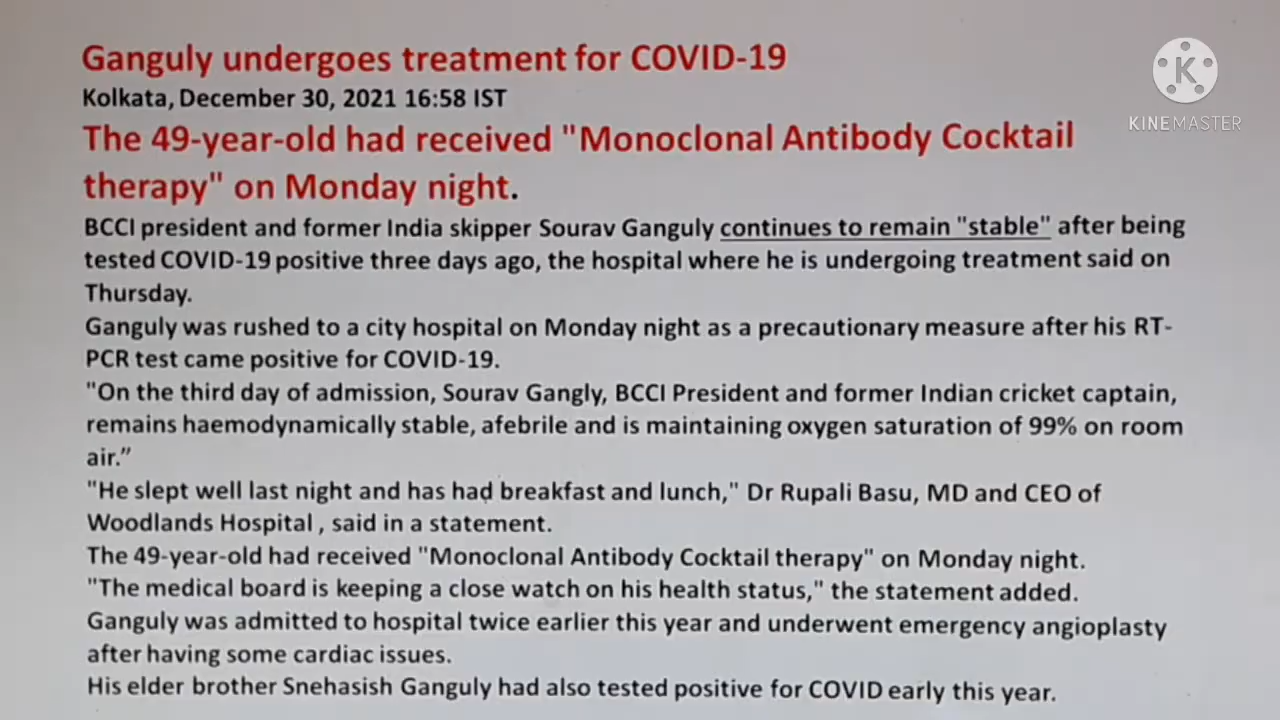 Ganguly undergoes treatment for COVID-19
Kolkata, December 30, 2021 16:58 IST
The 49-year-old had received "Monoclonal Antibody Cocktail
therapy" on Monday night.
BCCI president and former India skipper Sourav Ganguly continues to remain "stable" after being
tested COVID-19 positive three days ago, the hospital where he is undergoing treatment said on
Thursday.
Ganguly was rushed to a city hospital on Monday night as a precautionary measure after his RT-
PCR test came positive for COVID-19.
"On the third day of admission, Sourav Gangly, BCCI President and former Indian cricket captain,
remains haemodynamically stable, afebrile and is maintaining oxygen saturation of 99% on room
air.”
"He slept well last night and has had breakfast and lunch," Dr Rupali Basu, MD and CEO of
Woodlands Hospital , said in a statement.
The 49-year-old had received "Monoclonal Antibody Cocktail therapy" on Monday night.
"The medical board is keeping a close watch on his health status," the statement added.
Ganguly was admitted to hospital twice earlier this year and underwent emergency angioplasty
after having some cardiac issues.
His elder brother Snehasish Ganguly had also tested positive for COVID early this year.
K
KINEMASTER